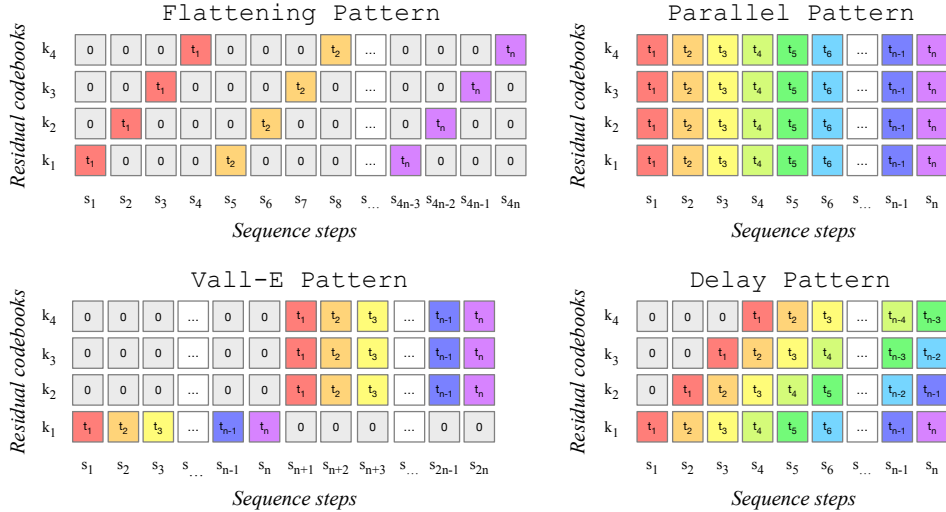 Flattening Pattern
Residual codebooks
k4 0 0 0 t1 0 0 0 t2 ... 0 0 0 tn
k3 0 0 t1 0 0 0 t2 0 ... 0 0 tn 0
k2 0 t1 0 0 0 t2 0 0 ... 0 tn 0 0
k1 t1 0 0 0 t2 0 0 0 ... tn 0 0 0
s1 s2 s3 s4 s5 s6 s7 s8 s... s4n-3 s4n-2 s4n-1 s4n
Sequence steps
Parallel Pattern
Residual codebooks
k4 t1 t2 t3 t4 t5 t6 ... tn-1 tn
k3 t1 t2 t3 t4 t5 t6 ... tn-1 tn
k2 t1 t2 t3 t4 t5 t6 ... tn-1 tn
k1 t1 t2 t3 t4 t5 t6 ... tn-1 tn
s1 s2 s3 s4 s5 s6 s... sn-1 sn
Sequence steps
Vall-E Pattern
Residual codebooks
k4 0 0 0 ... 0 0 t1 t2 t3 ... tn-1 tn
k3 0 0 0 ... 0 0 t1 t2 t3 ... tn-1 tn
k2 0 0 0 ... 0 0 t1 t2 t3 ... tn-1 tn
k1 t1 t2 t3 ... tn-1 tn 0 0 0 ... 0 0
s1 s2 s3 s... sn-1 sn sn+1 sn+2 sn+3 s... s2n-1 s2n
Sequence steps
Delay Pattern
Residual codebooks
k4 0 0 0 t1 t2 t3 ... tn-4 tn-3
k3 0 0 t1 t2 t3 t4 ... tn-3 tn-2
k2 0 t1 t2 t3 t4 t5 ... tn-2 tn-1
k1 t1 t2 t3 t4 t5 t6 ... tn-1 tn
s1 s2 s3 s4 s5 s6 s... sn-1 sn
Sequence steps